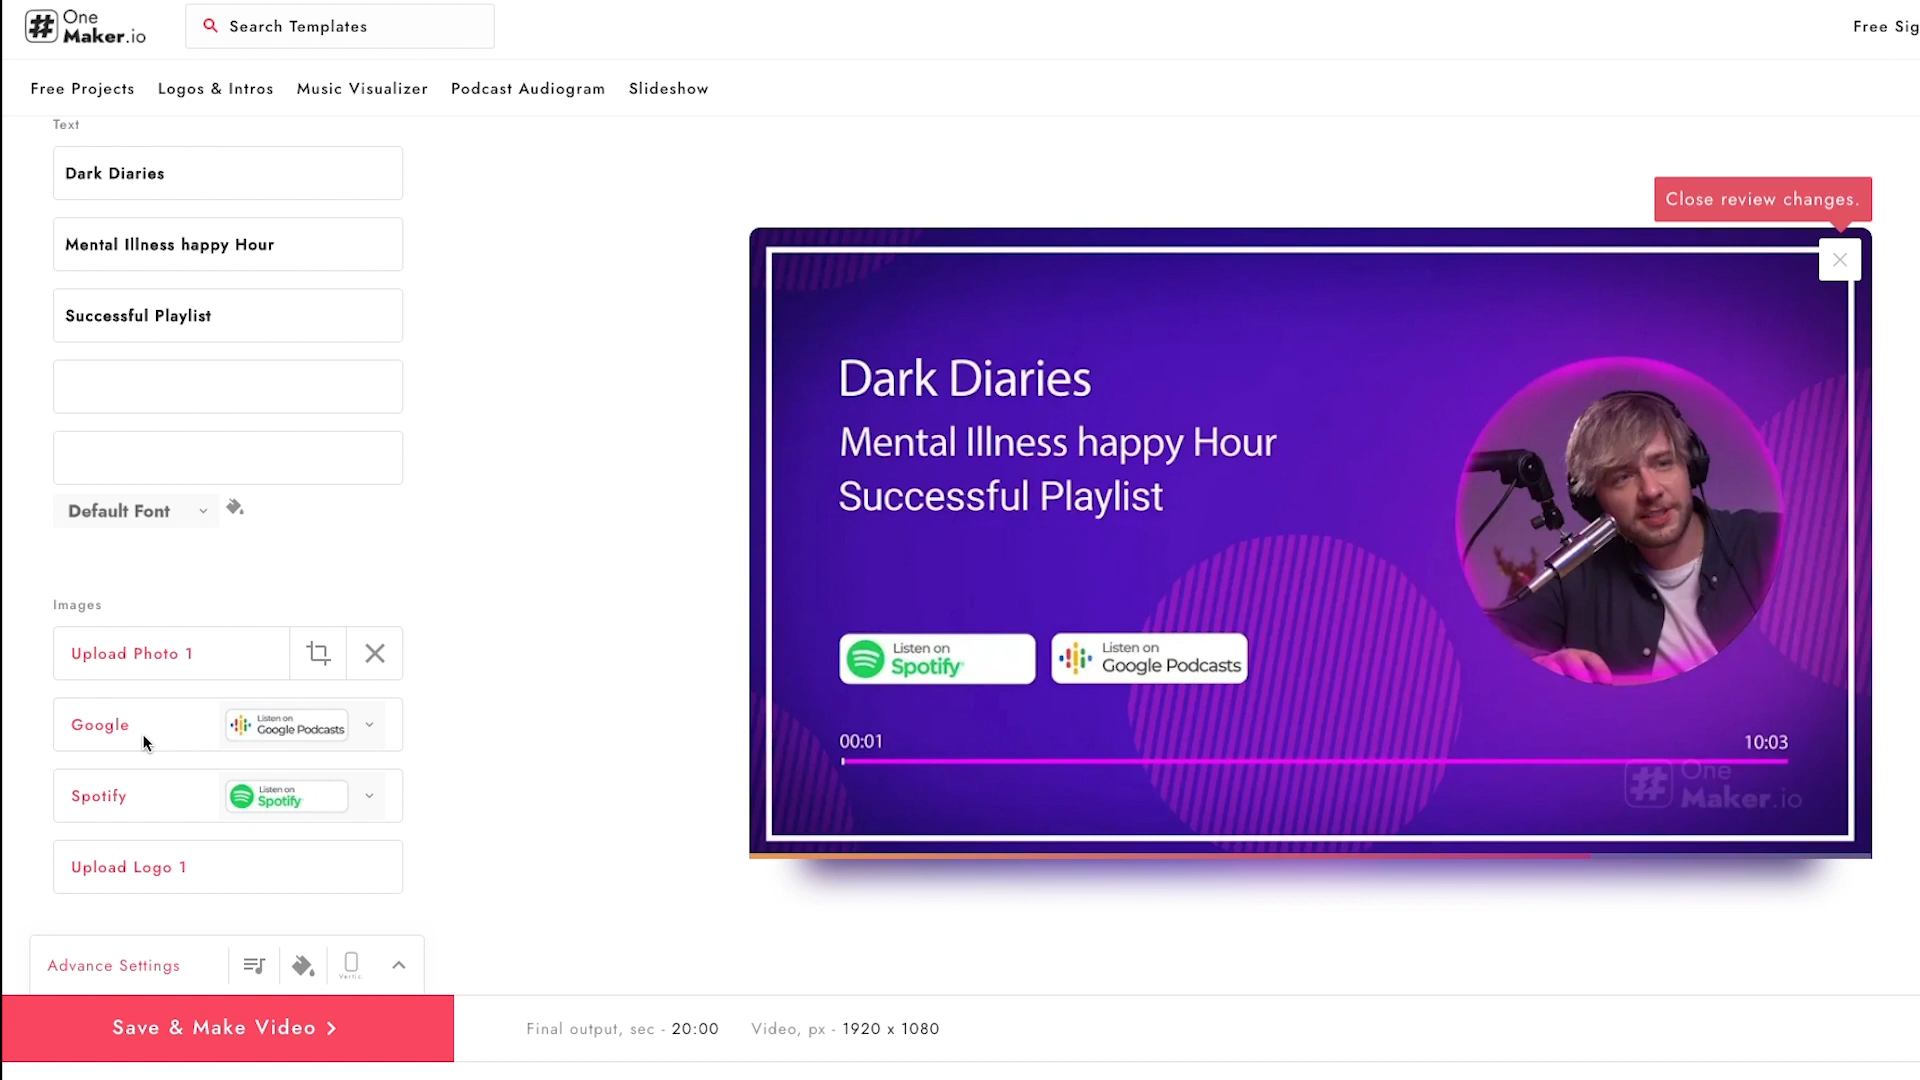 One
Maker.io
Search Templates
Free Sig
Free Projects
Logos & Intros
Music Visualizer
Podcast Audiogram
Slideshow
Text
Dark Diaries
Mental Illness happy Hour
Successful Playlist
Default Font
Images
Upload Photo 1
Google
Listen on
Google Podcasts
Spotify
Listen on
Spotify
Upload Logo 1
Advance Settings
Vertic.
Save & Make Video
Final output, sec - 20:00
Video, px - 1920 x 1080
Close review changes.
Dark Diaries
Mental Illness happy Hour
Successful Playlist
Listen on
Spotify
Listen on
Google Podcasts
00:01
10:03
One
Maker.io